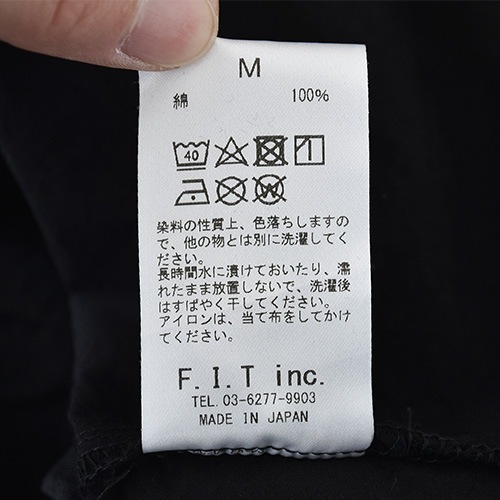 M
綿 100%
40
W
染料の性質上、色落ちしますの
で、他の物とは別に洗濯してく
ださい。
長時間水に漬けておいたり、濡
れたまま放置しないで、洗濯後
はすばやく干してください。
アイロンは、当て布をしてかけ
てください。
F.I.T inc.
TEL. 03-6277-9903
MADE IN JAPAN